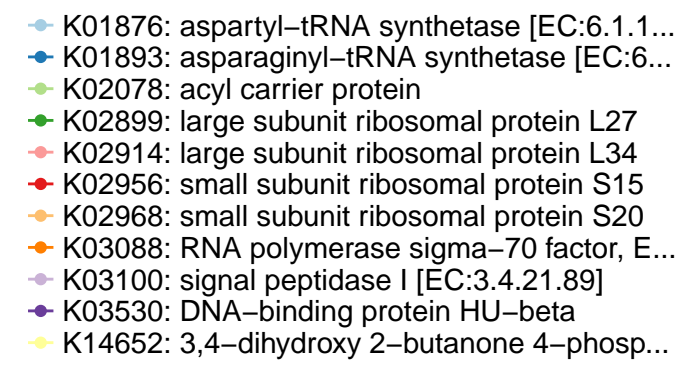 K01876: aspartyl−tRNA synthetase [EC:6.1.1...
K01893: asparaginyl−tRNA synthetase [EC:6...
K02078: acyl carrier protein
K02899: large subunit ribosomal protein L27
K02914: large subunit ribosomal protein L34
K02956: small subunit ribosomal protein S15
K02968: small subunit ribosomal protein S20
K03088: RNA polymerase sigma−70 factor, E...
K03100: signal peptidase I [EC:3.4.21.89]
K03530: DNA−binding protein HU−beta
K14652: 3,4−dihydroxy 2−butanone 4−phosp...